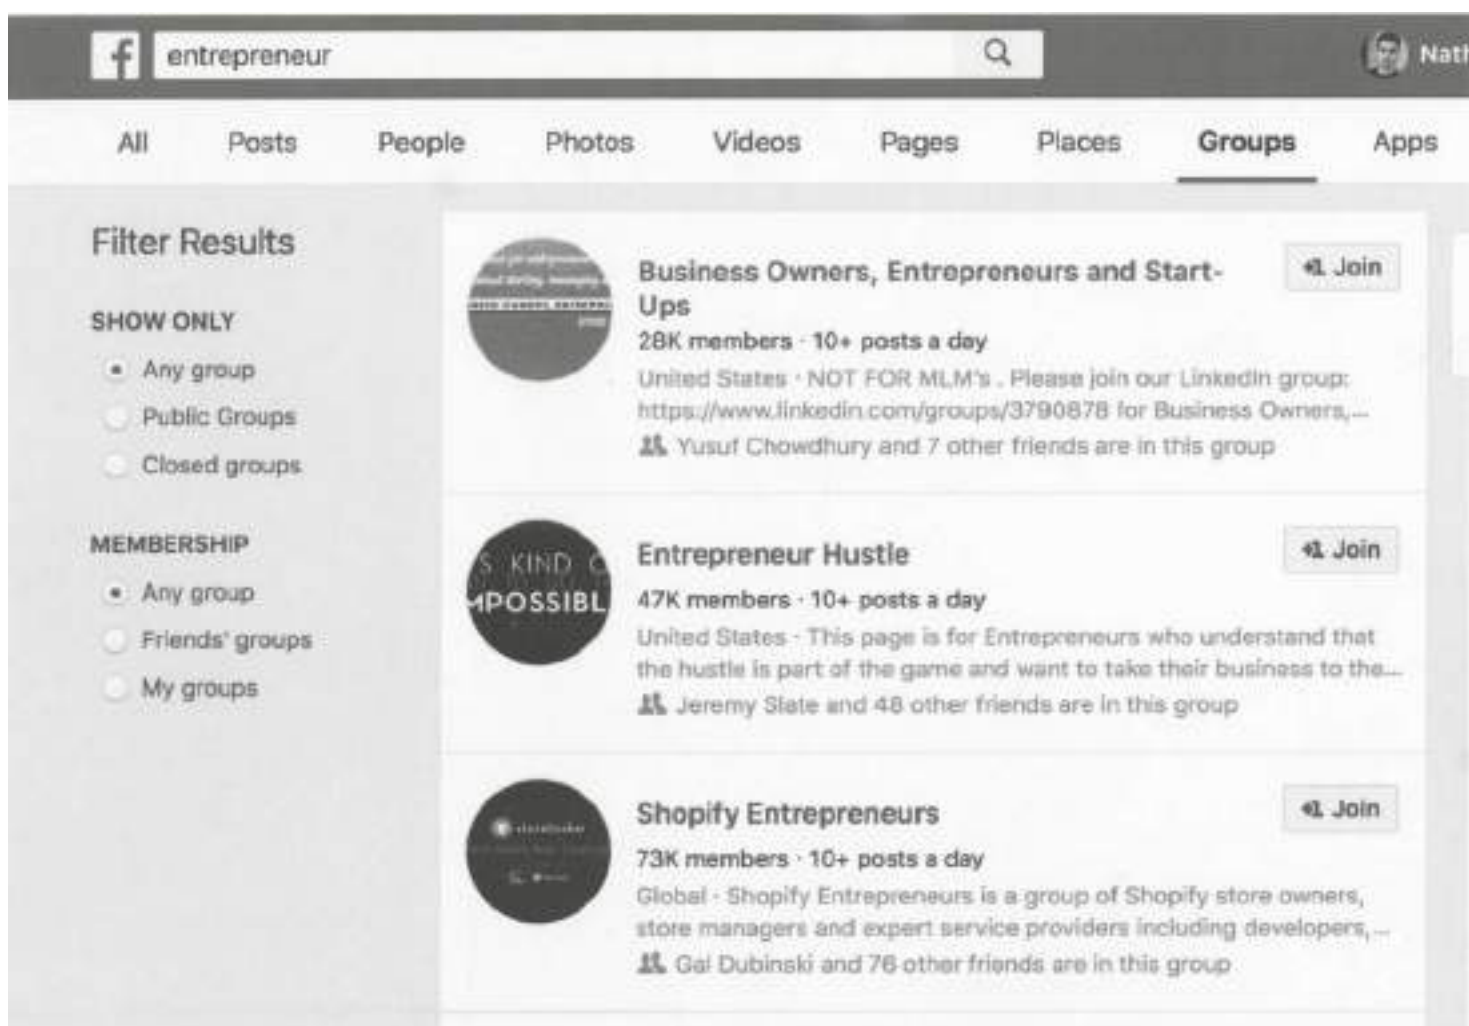 f entrepreneur Nath
All Posts People Photos Videos Pages Places Groups Apps
Filter Results
SHOW ONLY
Any group
Public Groups
Closed groups
MEMBERSHIP
Any group
Friends' groups
My groups
Business Owners, Entrepreneurs and Start-
Ups
+1 Join
28K members · 10+ posts a day
United States · NOT FOR MLM's . Please join our LinkedIn group:
https://www.linkedin.com/groups/3790878 for Business Owners,...
Yusuf Chowdhury and 7 other friends are in this group
S KIND O
MPOSSIBL
Entrepreneur Hustle
+1 Join
47K members · 10+ posts a day
United States · This page is for Entrepreneurs who understand that
the hustle is part of the game and want to take their business to the...
Jeremy Slate and 48 other friends are in this group
Shopify Entrepreneurs
+1 Join
73K members · 10+ posts a day
Global · Shopify Entrepreneurs is a group of Shopify store owners,
store managers and expert service providers including developers,...
Gal Dubinski and 76 other friends are in this group